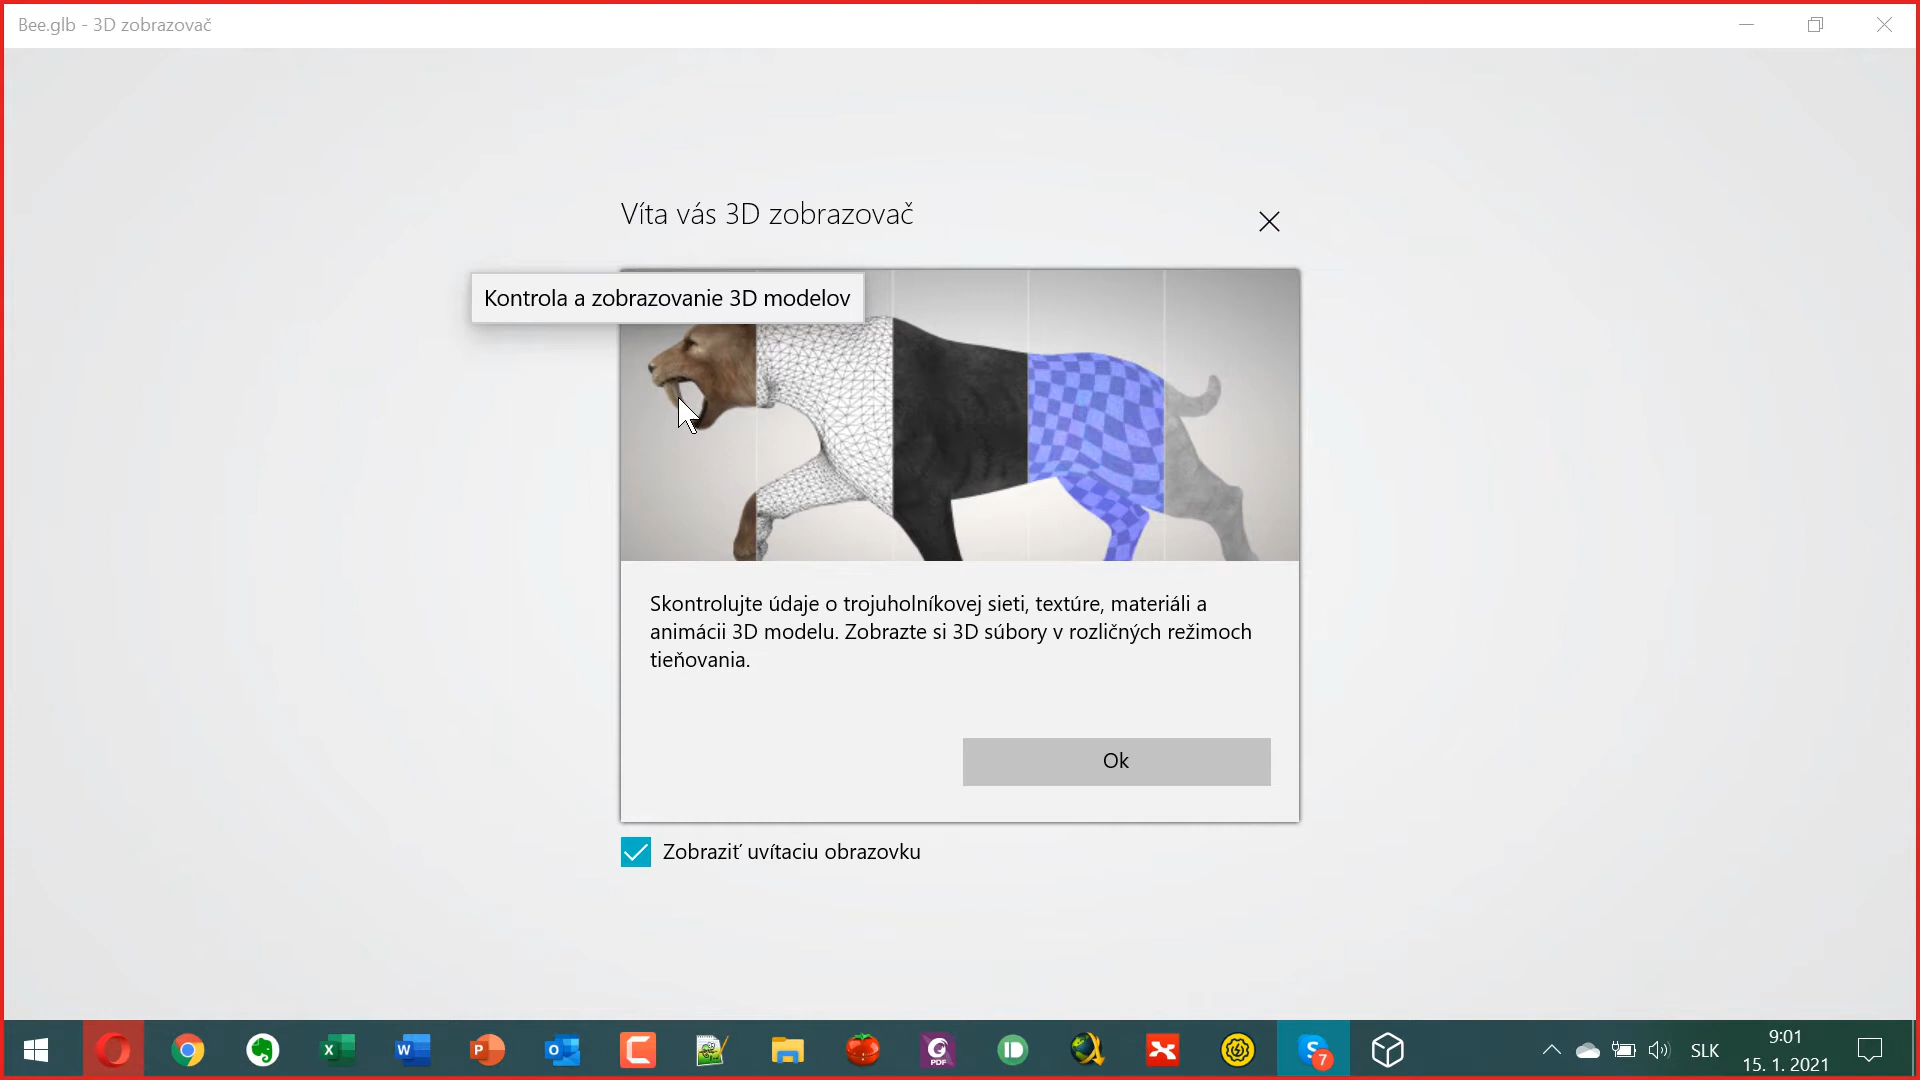 Bee.glb - 3D zobrazovač
Víta vás 3D zobrazovač
Kontrola a zobrazovanie 3D modelov
Skontrolujte údaje o trojuholníkovej sieti, textúre, materiáli a
animácii 3D modelu. Zobrazte si 3D súbory v rozličných režimoch
tieňovania.
Ok
Zobraziť uvítaciu obrazovku
X
W
P
O
PDF
S
7
SLK
9:01
15. 1. 2021